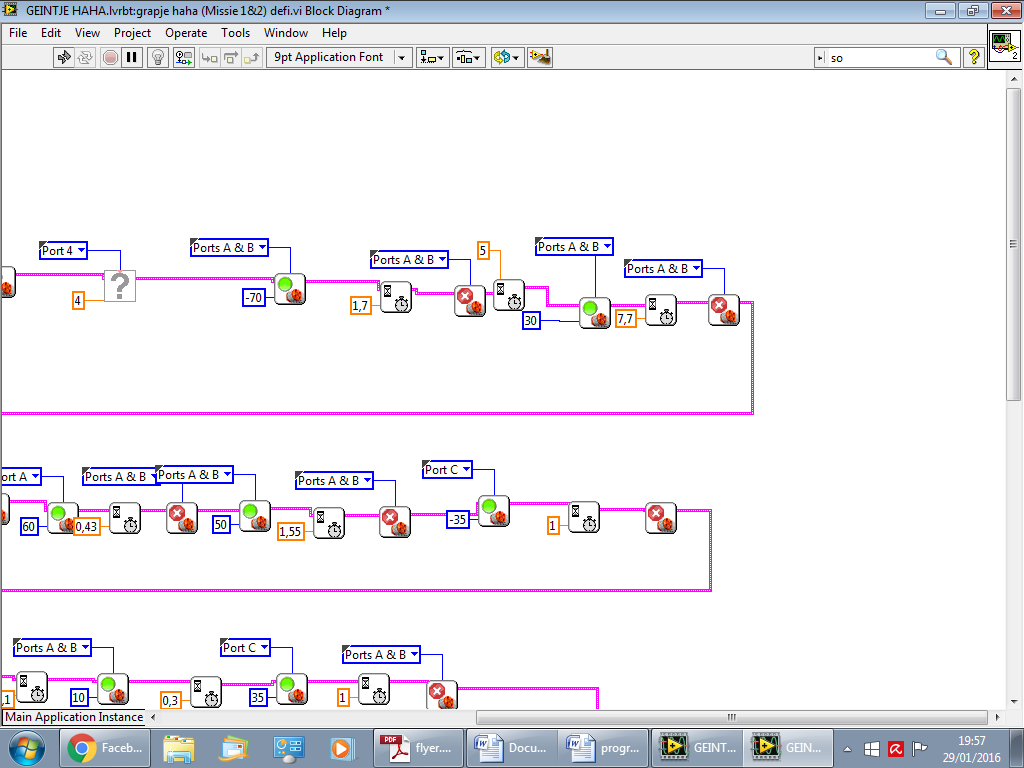 GEINTJE HAHA.lvrbt:grapje haha (Missie 1&2) defi.vi Block Diagram *
File Edit View Project Operate Tools Window Help
9pt Application Font
so
?
2
Port 4
Ports A & B
Ports A & B
5
Ports A & B
Ports A & B
?
4
-70
1,7
30
7,7
ort A
Ports A & B
Ports A & B
Ports A & B
Port C
60
0,43
50
1,55
-35
1
Ports A & B
Port C
Ports A & B
,1
10
0,3
35
1
Main Application Instance
Faceb...
PDF
flyer....
Docu...
progr...
GEINT...
GEIN...
19:57
29/01/2016